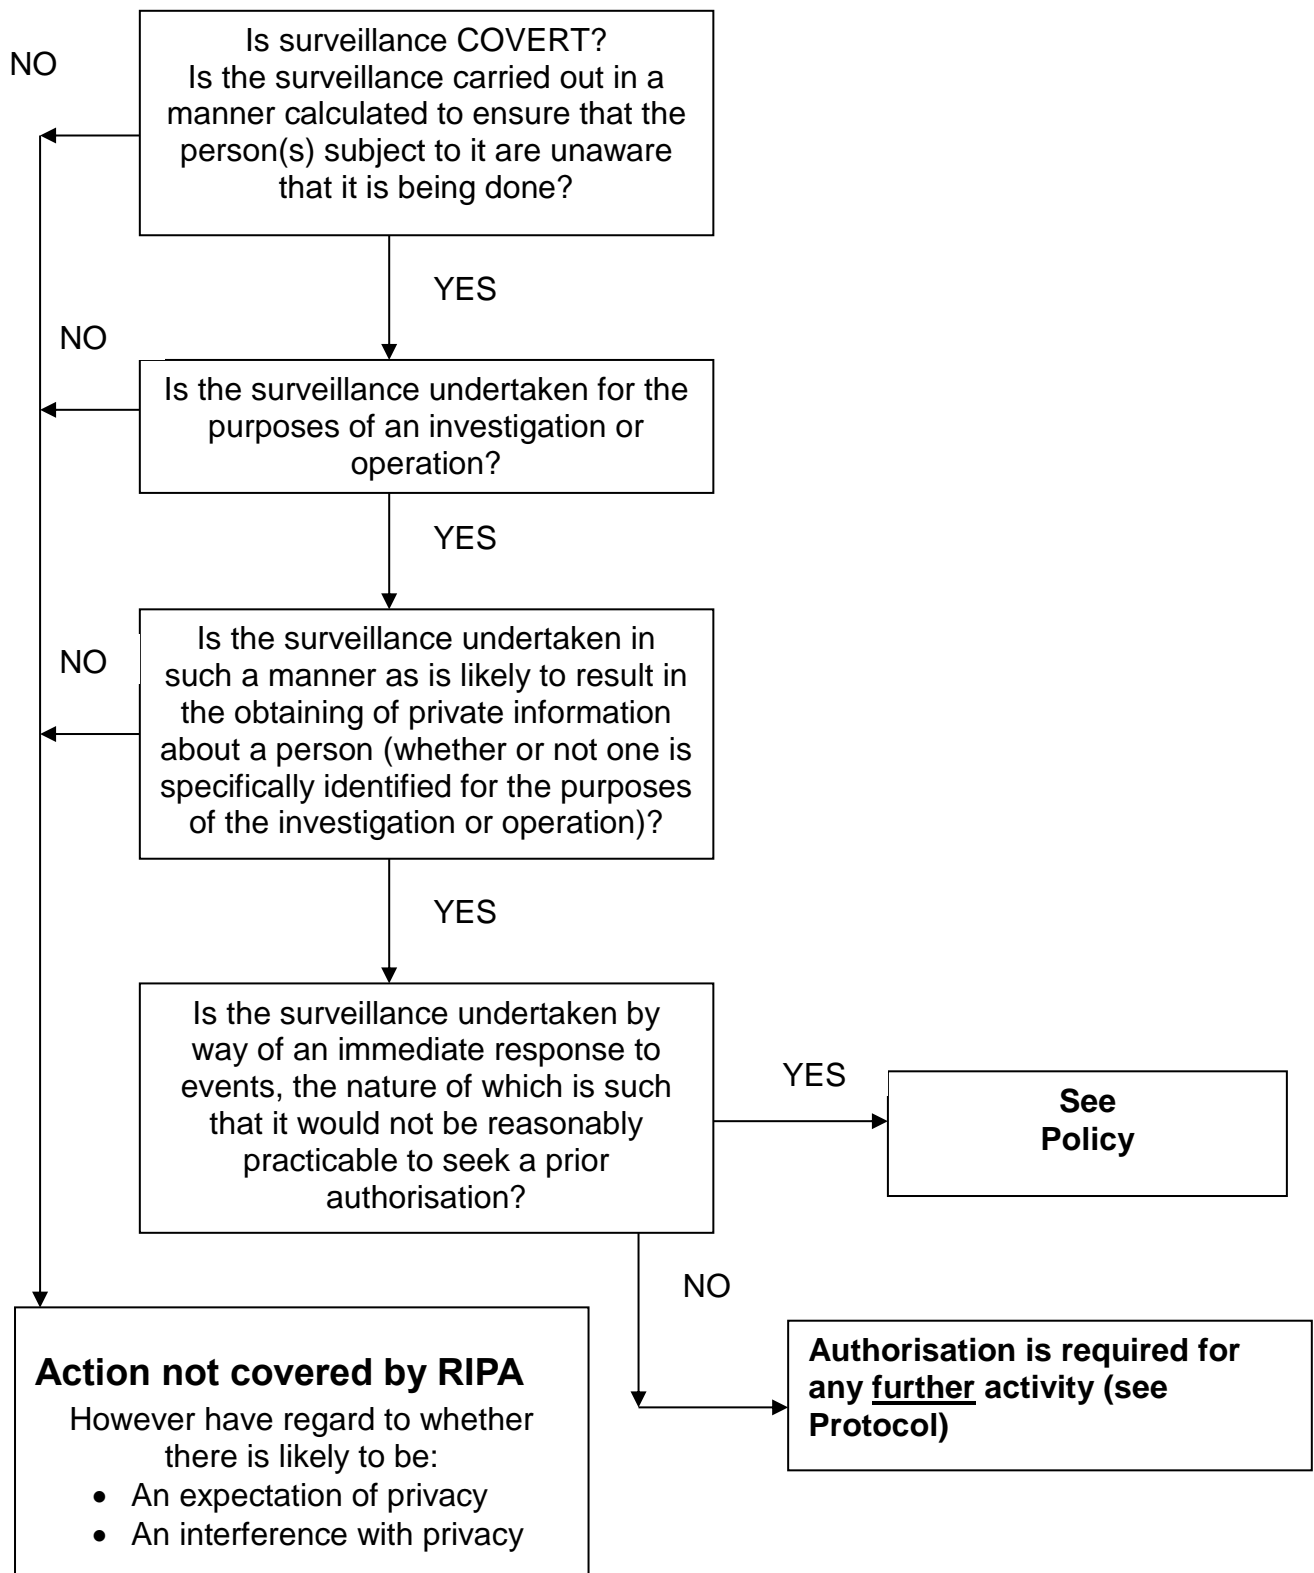 Is surveillance COVERT?
Is the surveillance carried out in a
manner calculated to ensure that the
person(s) subject to it are unaware
that it is being done?
NO
YES
NO
Is the surveillance undertaken for the
purposes of an investigation or
operation?
YES
NO
Is the surveillance undertaken in
such a manner as is likely to result in
the obtaining of private information
about a person (whether or not one is
specifically identified for the purposes
of the investigation or operation)?
YES
Is the surveillance undertaken by
way of an immediate response to
events, the nature of which is such
that it would not be reasonably
practicable to seek a prior
authorisation?
YES
See
Policy
NO
Authorisation is required for
any further activity (see
Protocol)
Action not covered by RIPA
However have regard to whether
there is likely to be:
• An expectation of privacy
• An interference with privacy